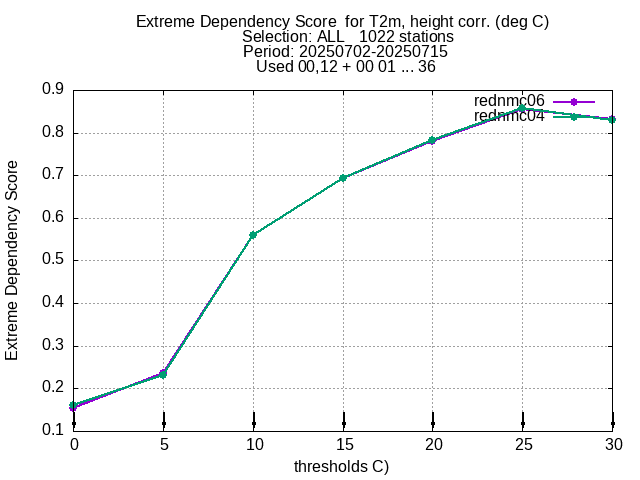 Extreme Dependency Score  for T2m, height corr. (deg C)
Selection: ALL   1022 stations
Period: 20250702-20250715
Used 00,12 + 00 01 ... 36
rednmc06
rednmc04
Extreme Dependency Score
0.9
0.8
0.7
0.6
0.5
0.4
0.3
0.2
0.1
0 5 10 15 20 25 30
thresholds C)